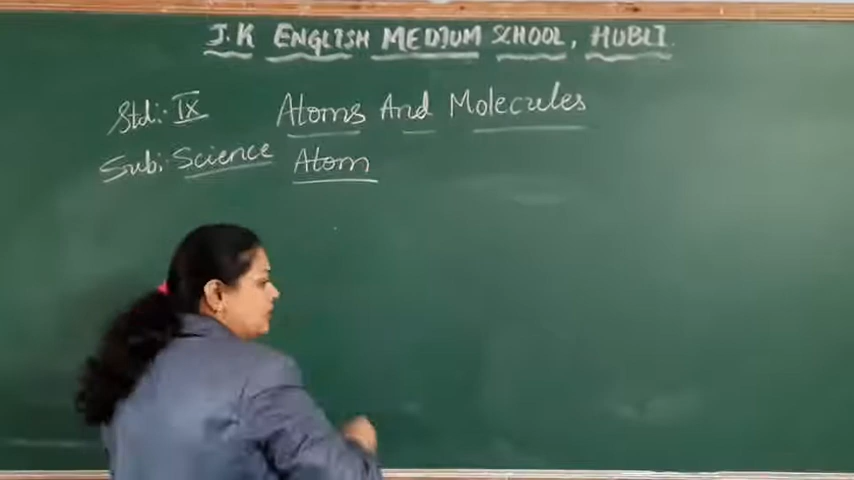 J.K ENGLISH MEDIUM SCHOOL, HUBLI.
Std:- IX Atoms And Molecules
Sub: Science Atom